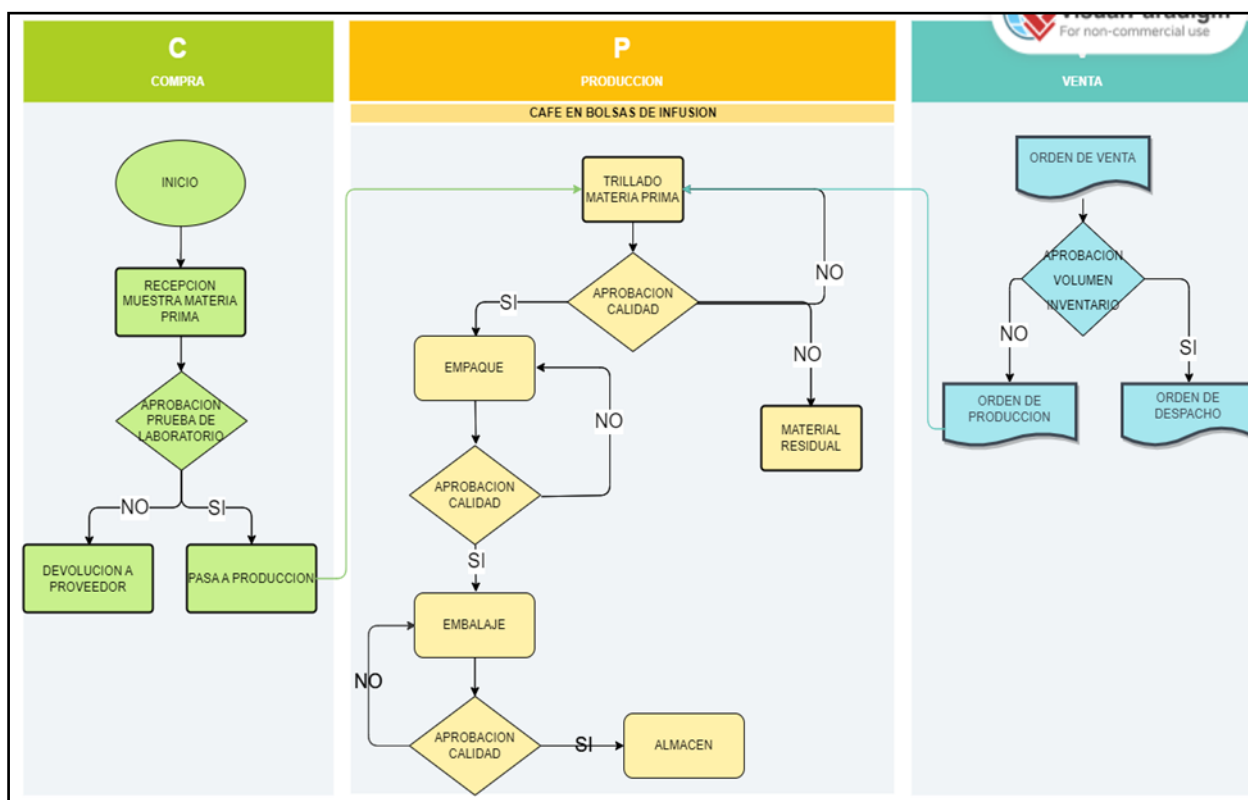 C
COMPRA
INICIO
RECEPCION
MUESTRA MATERIA
PRIMA
APROBACION
PRUEBA DE
LABORATORIO
NO
SI
DEVOLUCION A
PROVEEDOR
PASA A PRODUCCION
P
PRODUCCION
CAFE EN BOLSAS DE INFUSION
TRILLADO
MATERIA PRIMA
APROBACION
CALIDAD
SI
NO
NO
EMPAQUE
MATERIAL
RESIDUAL
APROBACION
CALIDAD
NO
SI
EMBALAJE
NO
APROBACION
CALIDAD
SI
ALMACEN
Visual Paradigm
For non-commercial use
VENTA
ORDEN DE VENTA
APROBACION
VOLUMEN
INVENTARIO
NO
SI
ORDEN DE
PRODUCCION
ORDEN DE
DESPACHO